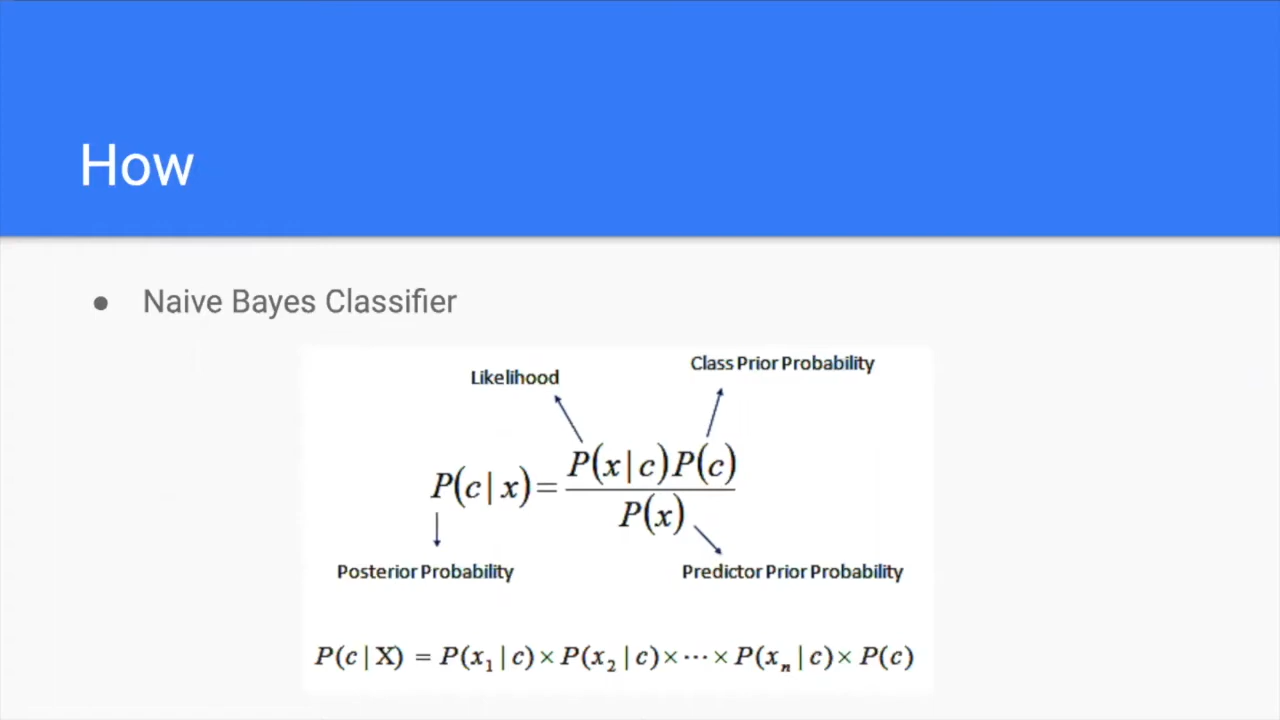 How
● Naive Bayes Classifier
Likelihood
Class Prior Probability
P(c|x) = P(x|c)P(c) / P(x)
Posterior Probability
Predictor Prior Probability
P(c|X) = P(x₁|c)×P(x₂|c)×⋯×P(xₙ|c)×P(c)